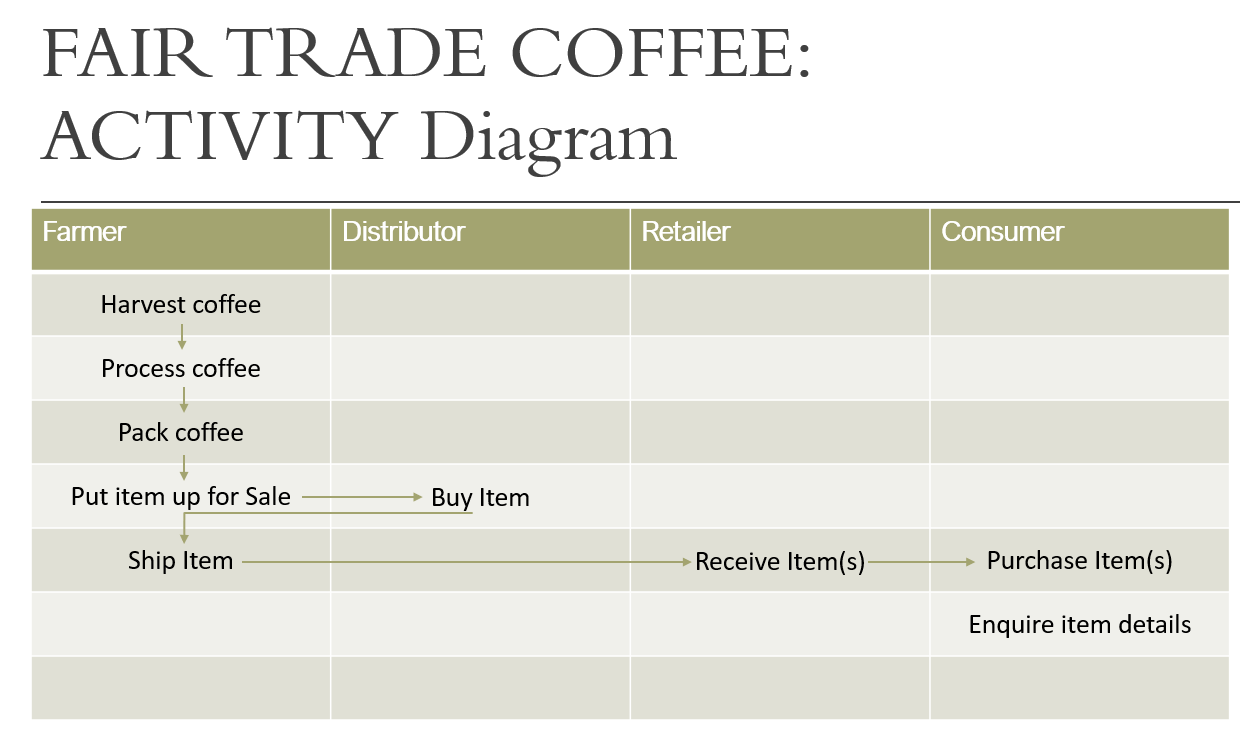 FAIR TRADE COFFEE:
ACTIVITY Diagram
Farmer Distributor Retailer Consumer
Harvest coffee
Process coffee
Pack coffee
Put item up for Sale Buy Item
Ship Item Receive Item(s) Purchase Item(s)
Enquire item details